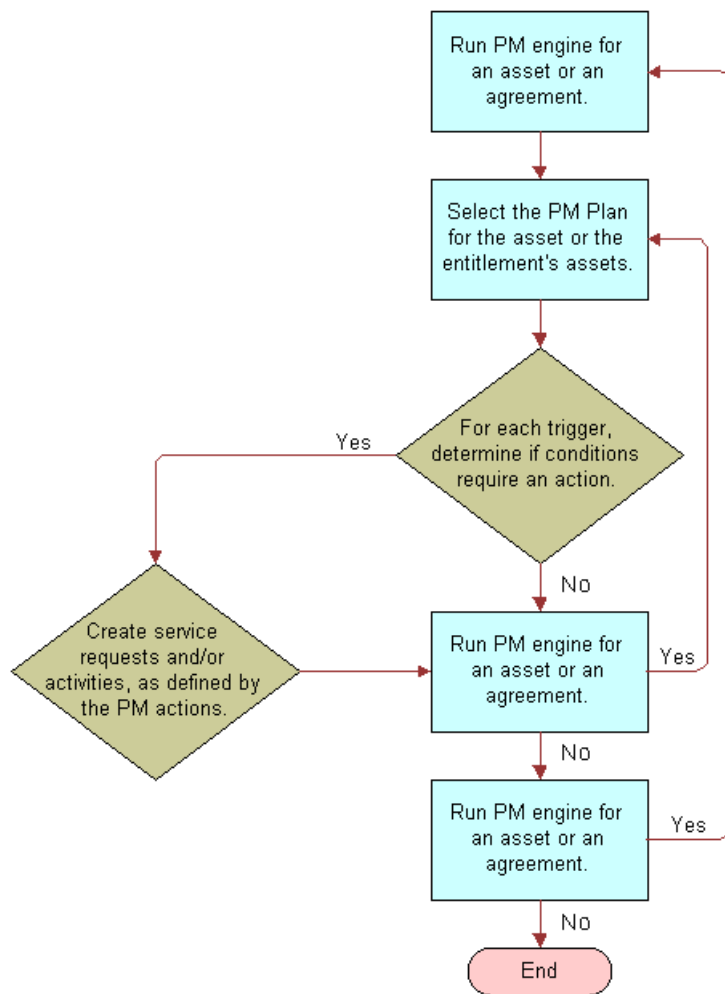 Run PM engine for
an asset or an
agreement.
Select the PM Plan
for the asset or the
entitlement's assets.
For each trigger,
determine if conditions
require an action.
Yes
No
Create service
requests and/or
activities, as defined by
the PM actions.
Run PM engine for
an asset or an
agreement.
Yes
No
Run PM engine for
an asset or an
agreement.
Yes
No
End